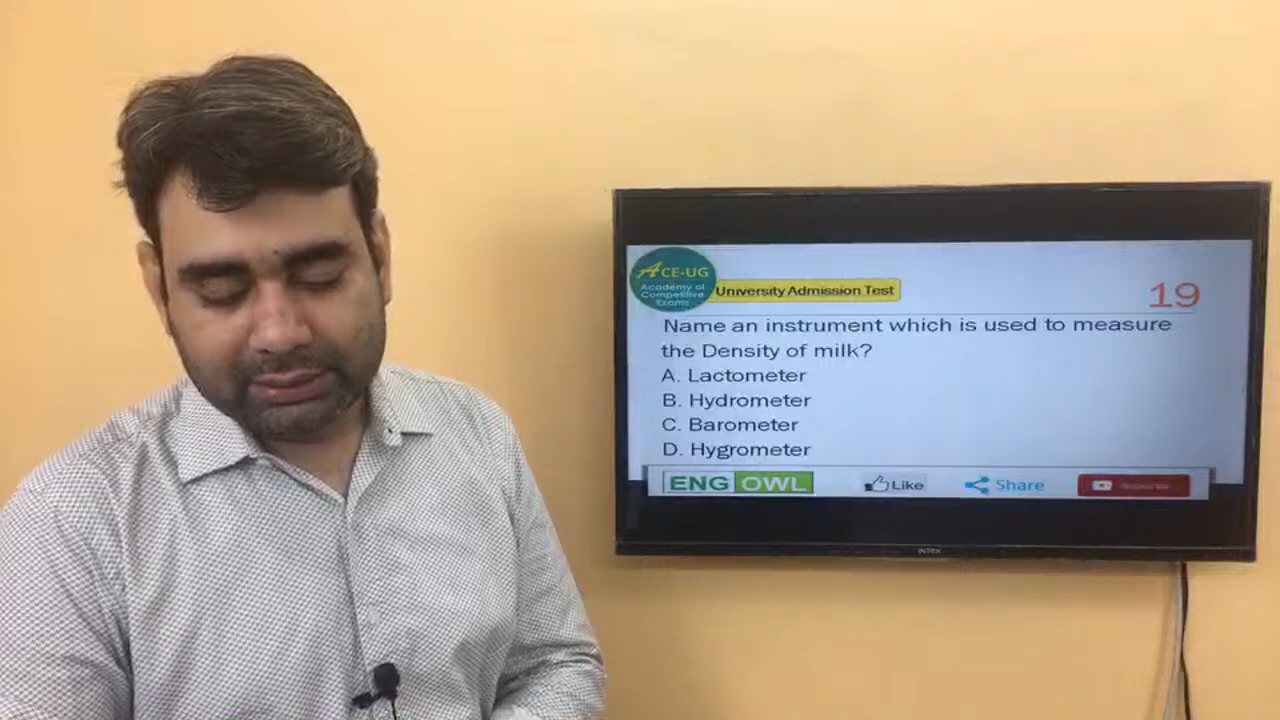 ACE-UG
Academy of
Competitive
Exams
University Admission Test
19
Name an instrument which is used to measure
the Density of milk?
A. Lactometer
B. Hydrometer
C. Barometer
D. Hygrometer
ENG OWL
Like
Share
INTEX